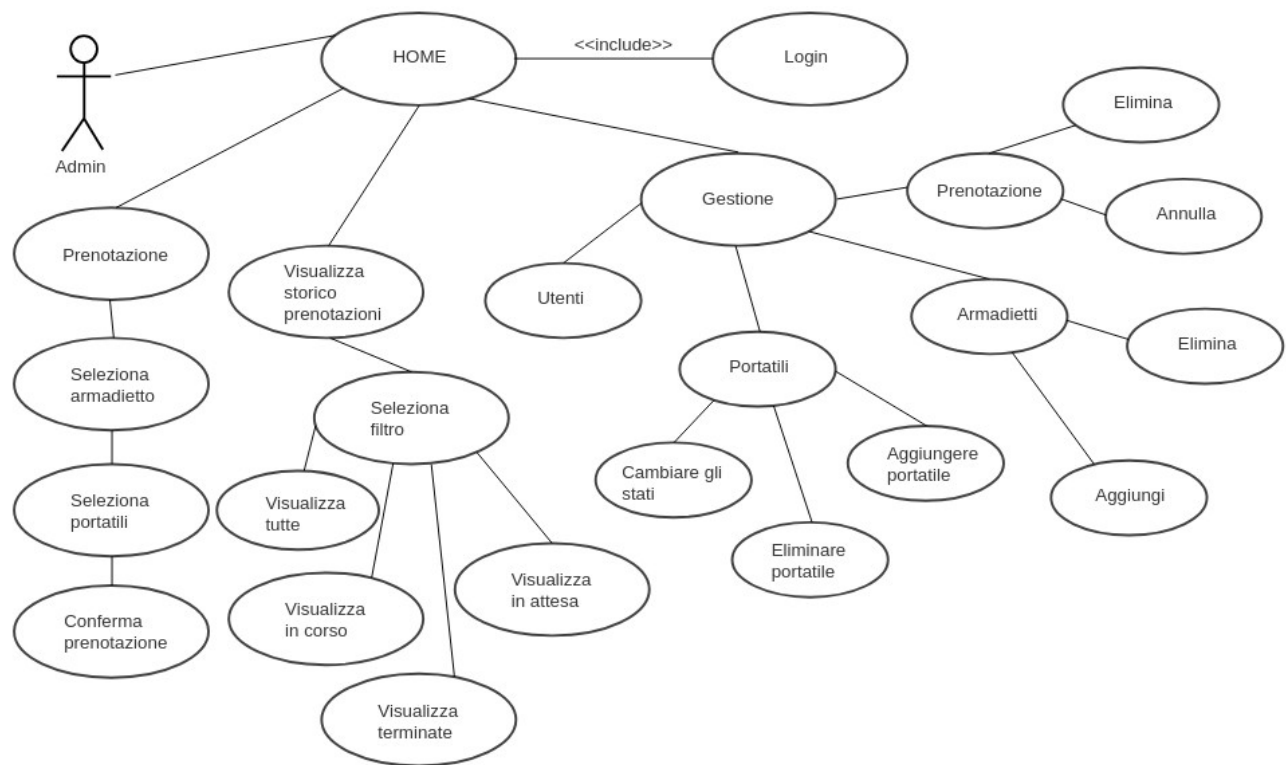 HOME
<<include>>
Login
Admin
Elimina
Prenotazione
Annulla
Gestione
Prenotazione
Visualizza
storico
prenotazioni
Utenti
Armadietti
Elimina
Portatili
Seleziona
armadietto
Seleziona
filtro
Cambiare gli
stati
Aggiungere
portatile
Aggiungi
Seleziona
portatili
Visualizza
tutte
Eliminare
portatile
Visualizza
in attesa
Visualizza
in corso
Conferma
prenotazione
Visualizza
terminate